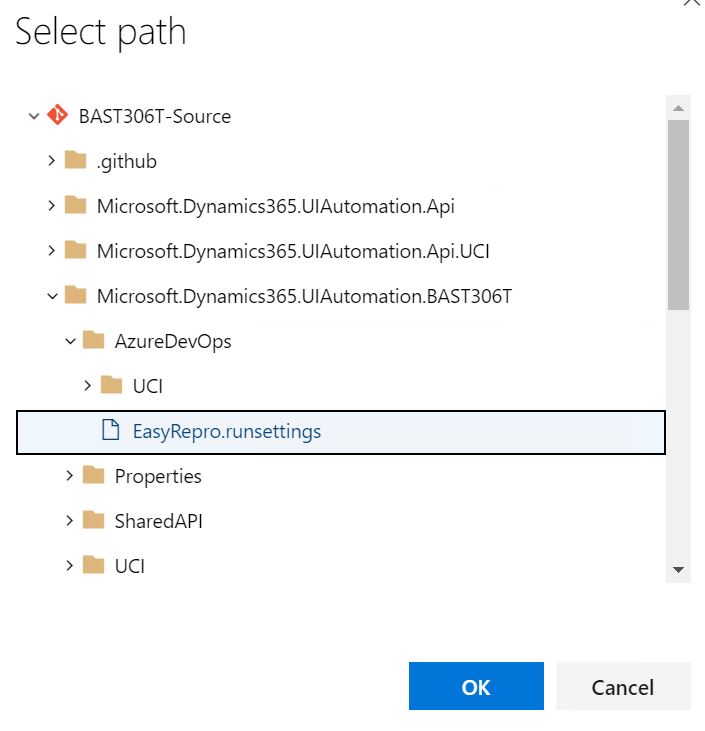 Select path
BAST306T-Source
.github
Microsoft.Dynamics365.UIAutomation.Api
Microsoft.Dynamics365.UIAutomation.Api.UCI
Microsoft.Dynamics365.UIAutomation.BAST306T
AzureDevOps
UCI
EasyRepro.runsettings
Properties
SharedAPI
UCI
OK
Cancel